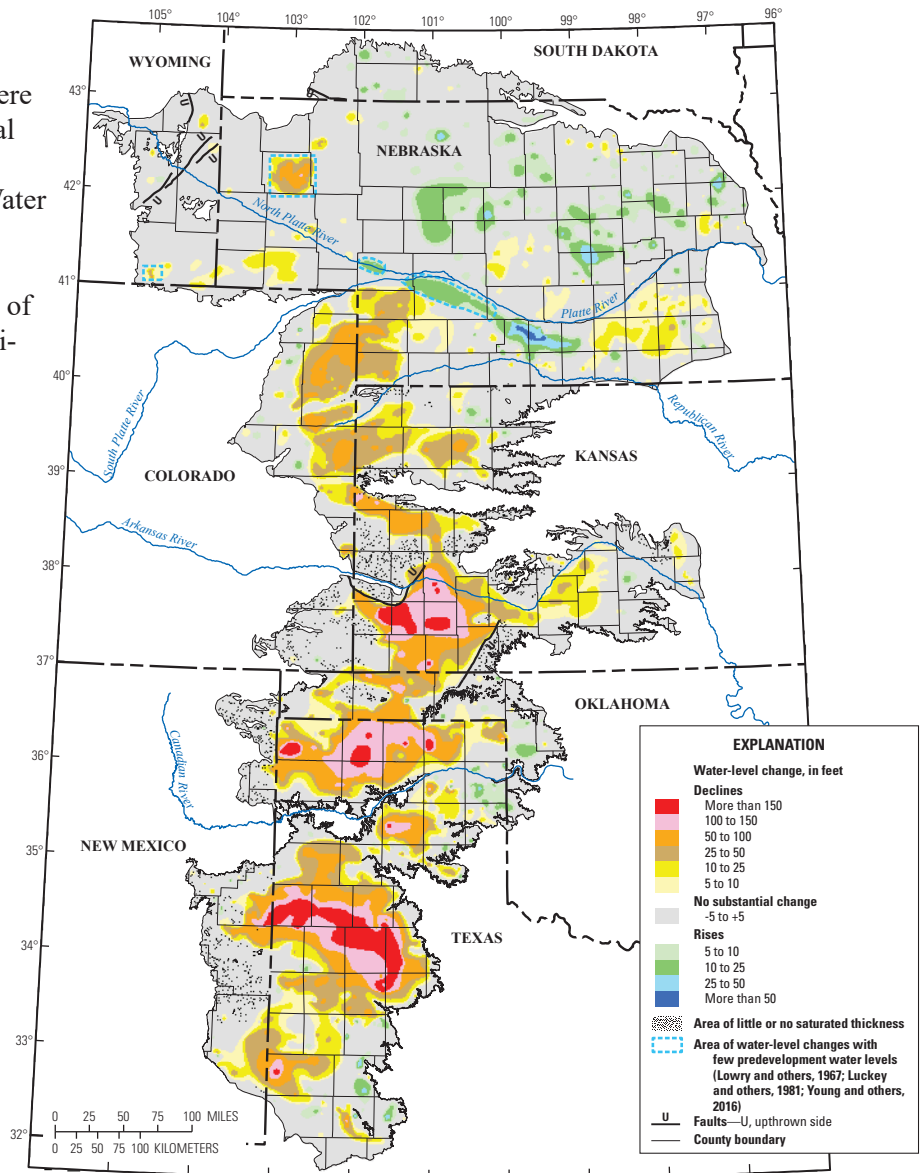 105° 104° 103° 102° 101° 100° 99° 98° 97° 96°
WYOMING
SOUTH DAKOTA
43°
U
ere
al
NEBRASKA
U
U
42°
Water
U
North Platte River
41°
of
i-
Platte River
40°
South Platte River
Republican River
39°
COLORADO
KANSAS
Arkansas River
38°
U
37°
OKLAHOMA
36°
Canadian River
35°
NEW MEXICO
TEXAS
34°
33°
32°
0 25 50 75 100 MILES
0 25 50 75 100 KILOMETERS
EXPLANATION
Water-level change, in feet
Declines
More than 150
100 to 150
50 to 100
25 to 50
10 to 25
5 to 10
No substantial change
-5 to +5
Rises
5 to 10
10 to 25
25 to 50
More than 50
Area of little or no saturated thickness
Area of water-level changes with
few predevelopment water levels
(Lowry and others, 1967; Luckey
and others, 1981; Young and others,
2016)
U
Faults—U, upthrown side
County boundary